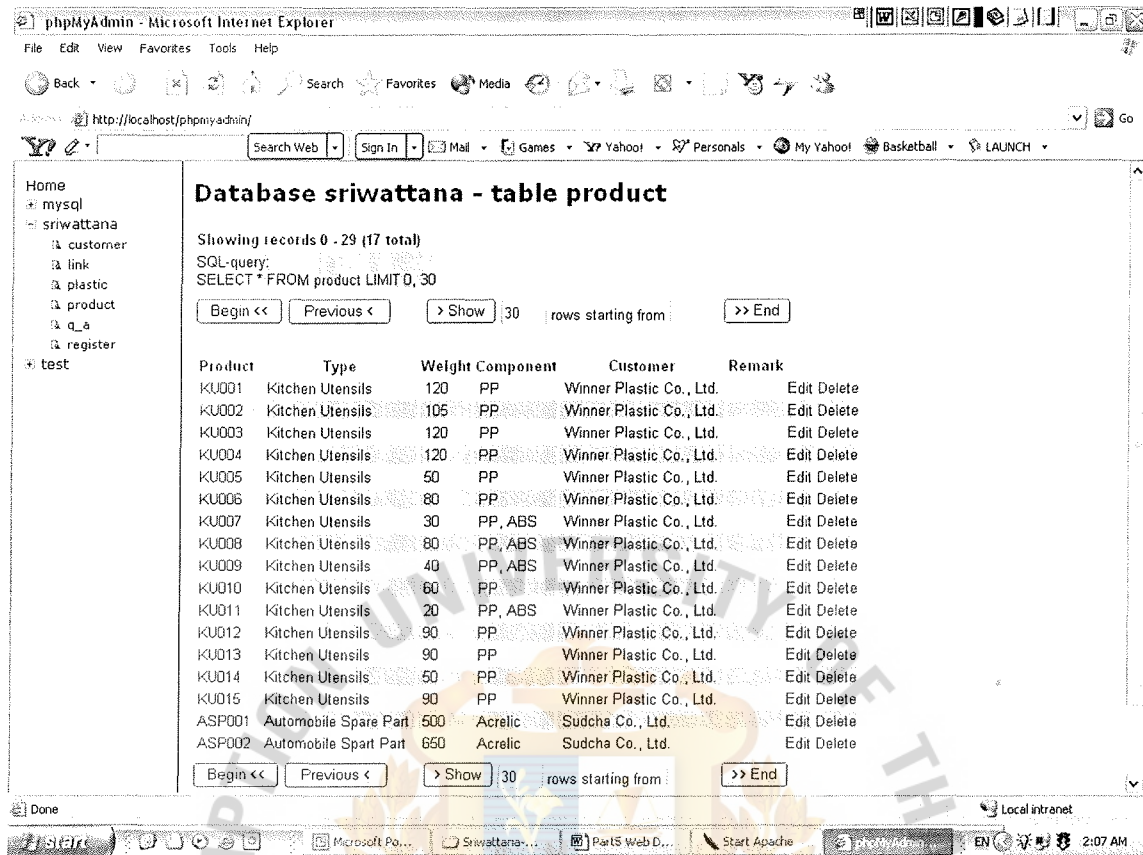 phpMyAdmin - Microsoft Internet Explorer
File Edit View Favorites Tools Help
Back Search Favorites Media
Address http://localhost/phpmyadmin/ Go
Search Web Sign In Mail Games Yahoo! Personals My Yahoo! Basketball LAUNCH
Home
mysql
sriwattana
customer
link
plastic
product
q_a
register
test
Database sriwattana - table product
Showing records 0 - 29 (17 total)
SQL-query:
SELECT * FROM product LIMIT 0, 30
Begin << Previous < > Show 30 rows starting from >> End
Product Type Weight Component Customer Remark
KU001 Kitchen Utensils 120 PP Winner Plastic Co., Ltd. Edit Delete
KU002 Kitchen Utensils 105 PP Winner Plastic Co., Ltd. Edit Delete
KU003 Kitchen Utensils 120 PP Winner Plastic Co., Ltd. Edit Delete
KU004 Kitchen Utensils 120 PP Winner Plastic Co., Ltd. Edit Delete
KU005 Kitchen Utensils 50 PP Winner Plastic Co., Ltd. Edit Delete
KU006 Kitchen Utensils 80 PP Winner Plastic Co., Ltd. Edit Delete
KU007 Kitchen Utensils 30 PP, ABS Winner Plastic Co., Ltd. Edit Delete
KU008 Kitchen Utensils 80 PP, ABS Winner Plastic Co., Ltd. Edit Delete
KU009 Kitchen Utensils 40 PP, ABS Winner Plastic Co., Ltd. Edit Delete
KU010 Kitchen Utensils 60 PP Winner Plastic Co., Ltd. Edit Delete
KU011 Kitchen Utensils 20 PP, ABS Winner Plastic Co., Ltd. Edit Delete
KU012 Kitchen Utensils 90 PP Winner Plastic Co., Ltd. Edit Delete
KU013 Kitchen Utensils 90 PP Winner Plastic Co., Ltd. Edit Delete
KU014 Kitchen Utensils 50 PP Winner Plastic Co., Ltd. Edit Delete
KU015 Kitchen Utensils 90 PP Winner Plastic Co., Ltd. Edit Delete
ASP001 Automobile Spare Part 500 Acrelic Sudcha Co., Ltd. Edit Delete
ASP002 Automobile Spart Part 650 Acrelic Sudcha Co., Ltd. Edit Delete
Begin << Previous < > Show 30 rows starting from >> End
PTION UNIVERSITY OF TH
Done Local intranet
start Microsoft Po... Sriwattana-... Part5 Web D... Start Apache phpMyAdmin... EN 2:07 AM